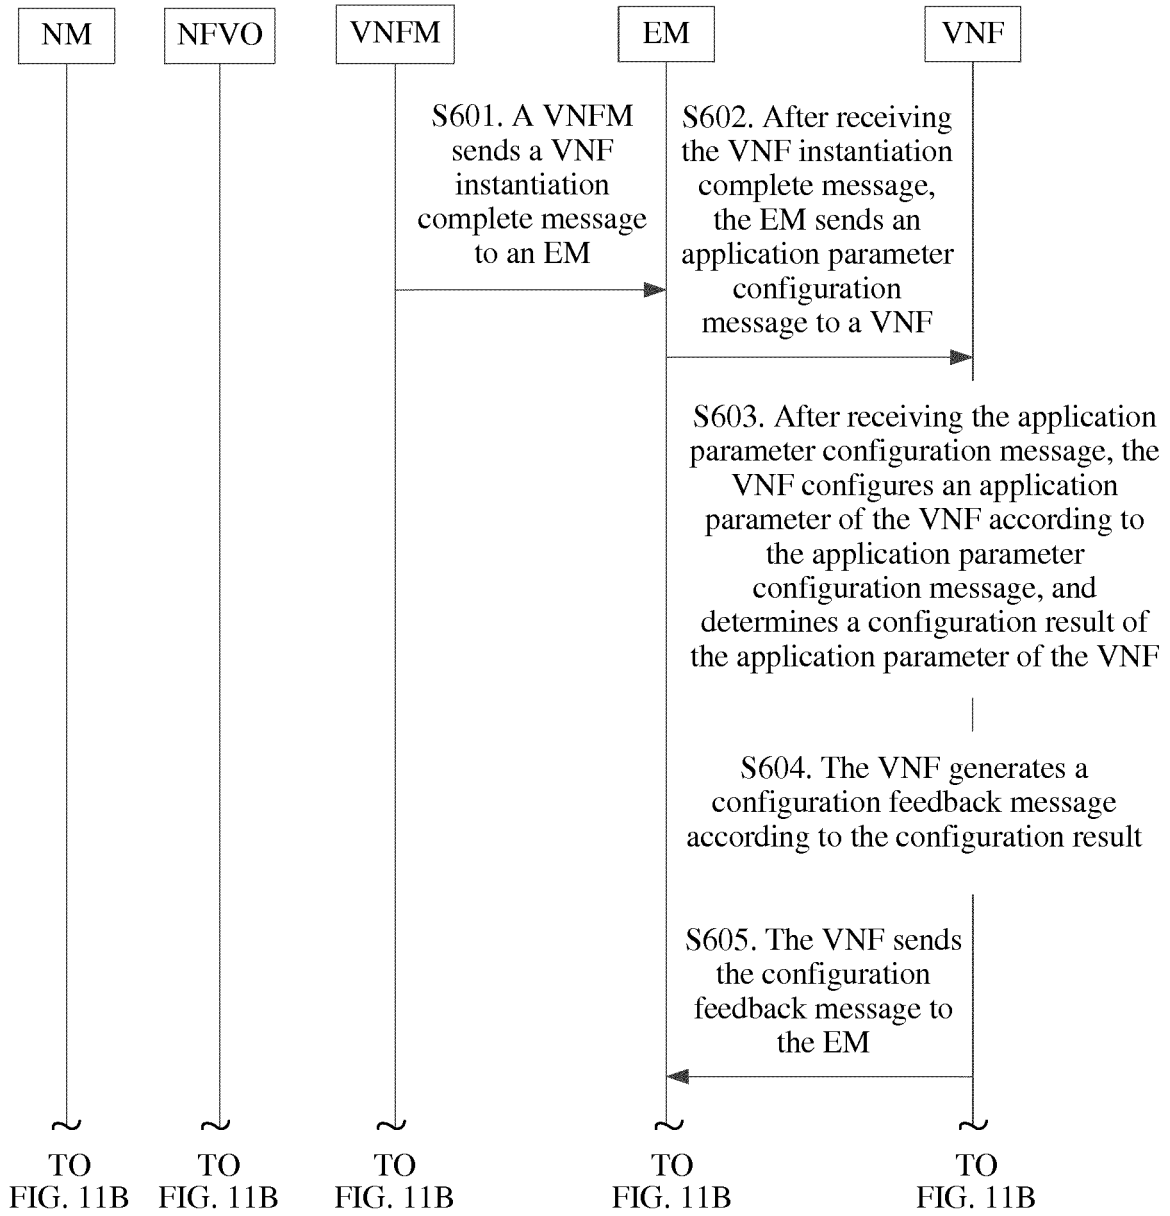 NM
NFVO
VNFM
EM
VNF
S601. A VNFM
sends a VNF
instantiation
complete message
to an EM
S602. After receiving
the VNF instantiation
complete message,
the EM sends an
application parameter
configuration
message to a VNF
S603. After receiving the application
parameter configuration message, the
VNF configures an application
parameter of the VNF according to
the application parameter
configuration message, and
determines a configuration result of
the application parameter of the VNF
S604. The VNF generates a
configuration feedback message
according to the configuration result
S605. The VNF sends
the configuration
feedback message to
the EM
TO
FIG. 11B
TO
FIG. 11B
TO
FIG. 11B
TO
FIG. 11B
TO
FIG. 11B